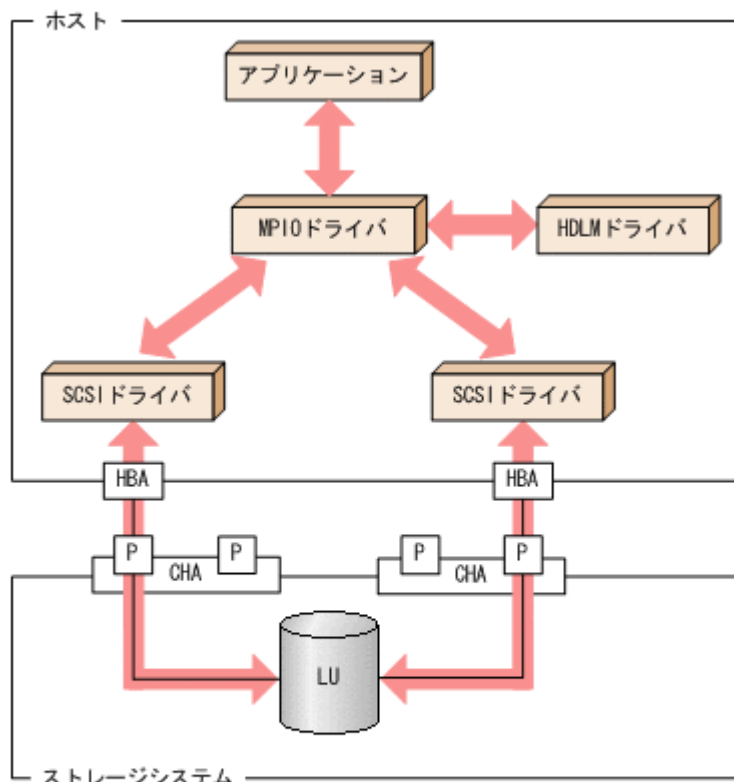 ホスト
アプリケーション
MPIOドライバ
HDLMドライバ
SCSIドライバ
SCSIドライバ
HBA
HBA
P
P
P
P
CHA
CHA
LU
ストレージシステム